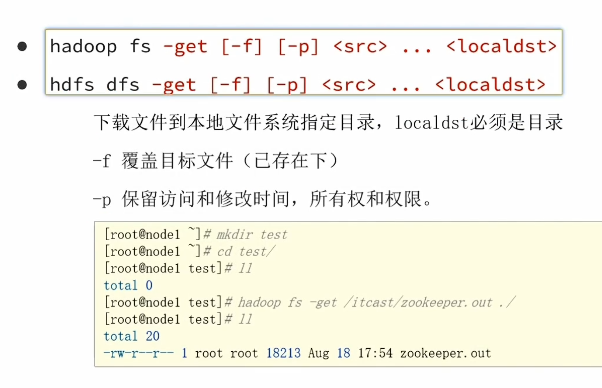 ● hadoop fs -get [-f] [-p] <src> ... <localdst>
● hdfs dfs -get [-f] [-p] <src> ... <localdst>
下载文件到本地文件系统指定目录，localdst必须是目录
-f 覆盖目标文件（已存在下）
-p 保留访问和修改时间，所有权和权限。
[root@node1 ~]# mkdir test
[root@node1 ~]# cd test/
[root@node1 test]# ll
total 0
[root@node1 test]# hadoop fs -get /itcast/zookeeper.out ./
[root@node1 test]# ll
total 20
-rw-r--r-- 1 root root 18213 Aug 18 17:54 zookeeper.out